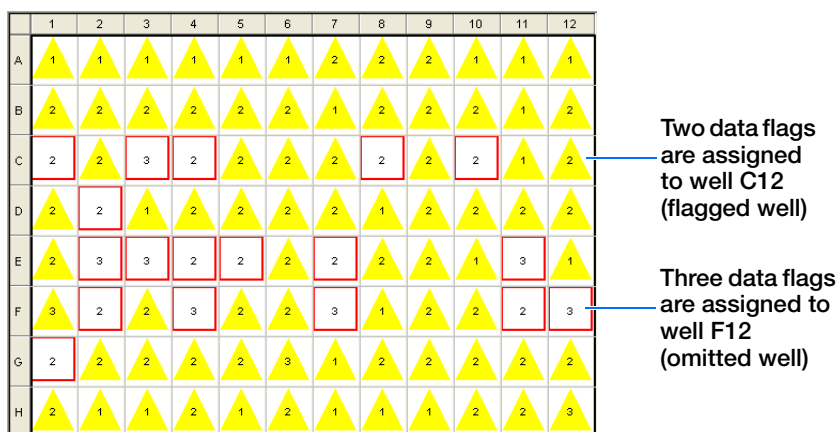 1 2 3 4 5 6 7 8 9 10 11 12
A 1 1 1 1 1 1 2 2 2 1 1 1
B 2 2 2 2 2 2 1 2 2 2 1 2
C 2 2 3 2 2 2 2 2 2 2 1 2
Two data flags
are assigned
to well C12
(flagged well)
D 2 2 1 2 2 2 2 1 2 2 2 2
E 2 3 3 2 2 2 2 2 2 1 3 1
Three data flags
are assigned to
well F12
(omitted well)
F 3 2 2 3 2 2 3 1 2 2 2 3
G 2 2 2 2 2 3 1 2 2 2 2 2
H 2 1 1 2 1 2 1 1 1 2 2 3